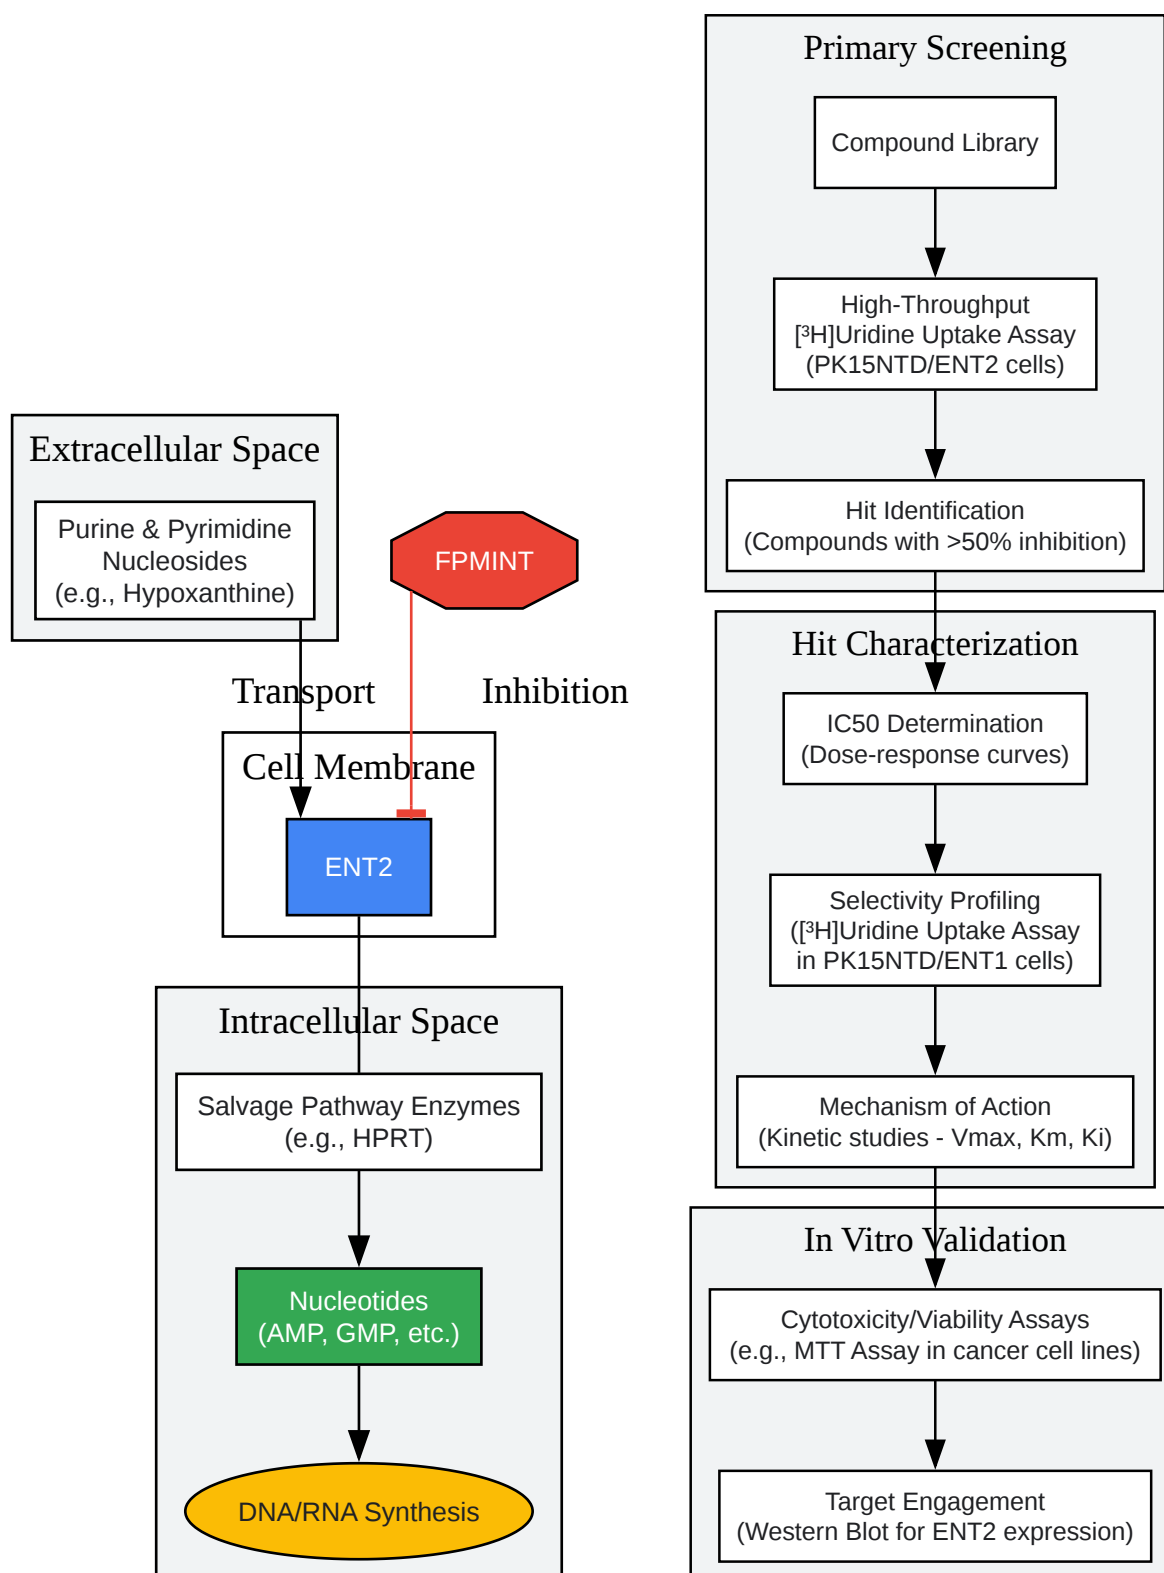 Extracellular Space
Purine & Pyrimidine
Nucleosides
(e.g., Hypoxanthine)
FPMINT
Transport
Inhibition
Cell Membrane
ENT2
Intracellular Space
Salvage Pathway Enzymes
(e.g., HPRT)
Nucleotides
(AMP, GMP, etc.)
DNA/RNA Synthesis
Primary Screening
Compound Library
High-Throughput
[³H]Uridine Uptake Assay
(PK15NTD/ENT2 cells)
Hit Identification
(Compounds with >50% inhibition)
Hit Characterization
IC50 Determination
(Dose-response curves)
Selectivity Profiling
([³H]Uridine Uptake Assay
in PK15NTD/ENT1 cells)
Mechanism of Action
(Kinetic studies - Vmax, Km, Ki)
In Vitro Validation
Cytotoxicity/Viability Assays
(e.g., MTT Assay in cancer cell lines)
Target Engagement
(Western Blot for ENT2 expression)